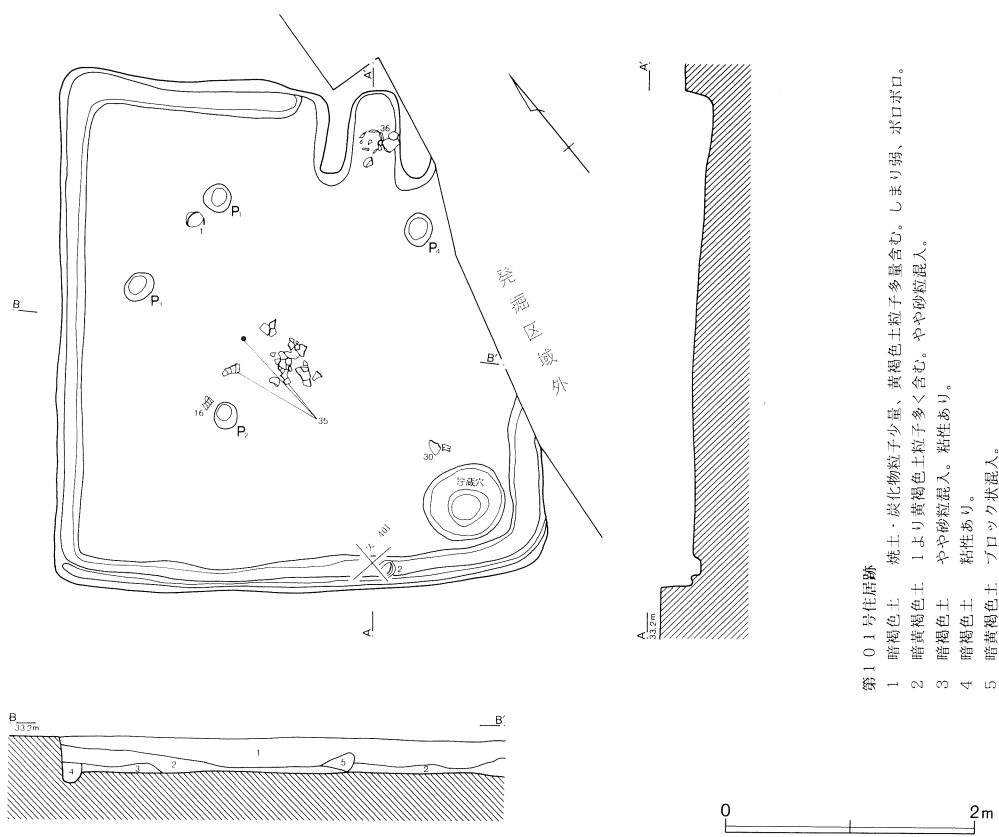 A′
36
P₁
1
P₄
P₁
B
発掘区域外
B′
35
16
P₂
30
貯蔵穴
2
A
A′
A
33.2m
第101号住居跡
1 暗褐色土 焼土・炭化物粒子少量、黄褐色土粒子多量含む。しまり弱、ボロボロ。
2 暗黄褐色土 1より黄褐色土粒子多く含む。やや砂粒混入。
3 暗褐色土 やや砂粒混入。粘性あり。
4 暗褐色土 粘性あり。
5 暗黄褐色土 ブロック状混入。
B
33.2m
B′
1
2
3
4
5
2
0 2m